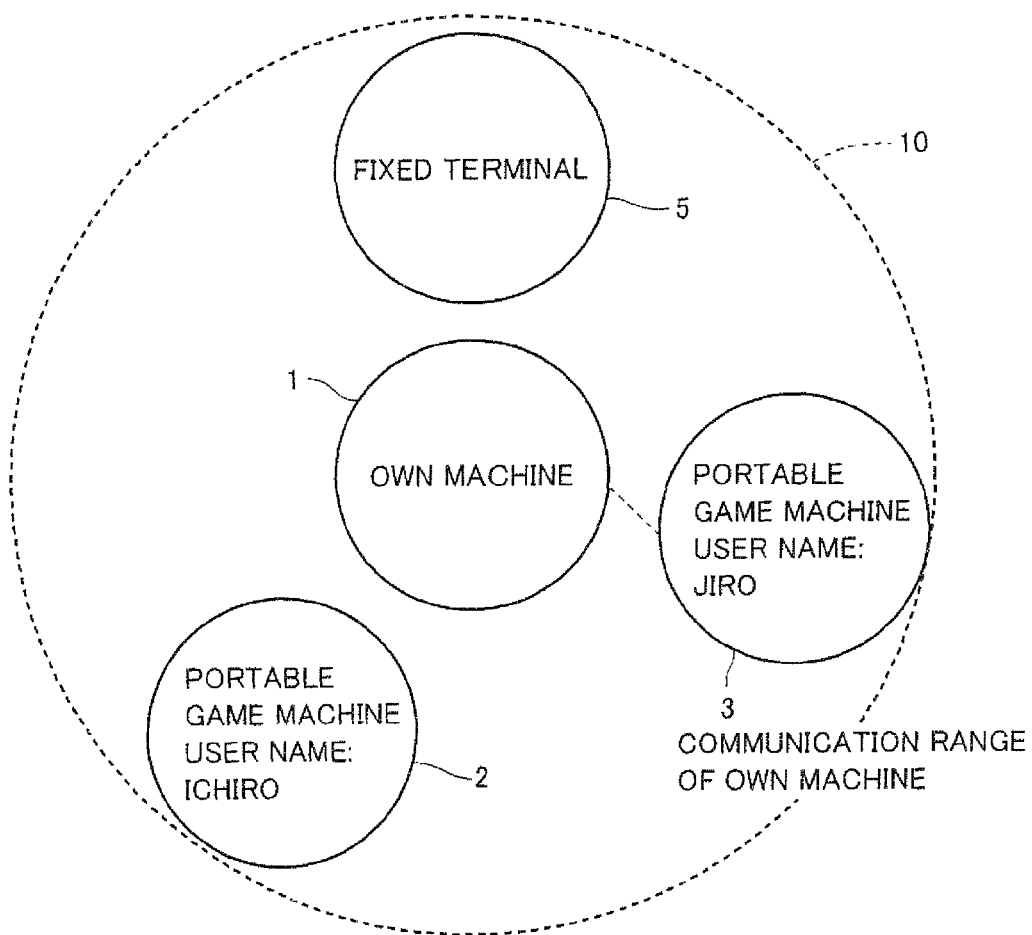 10
FIXED TERMINAL
5
1
OWN MACHINE
PORTABLE
GAME MACHINE
USER NAME:
JIRO
3
PORTABLE
GAME MACHINE
USER NAME:
ICHIRO
2
COMMUNICATION RANGE
OF OWN MACHINE